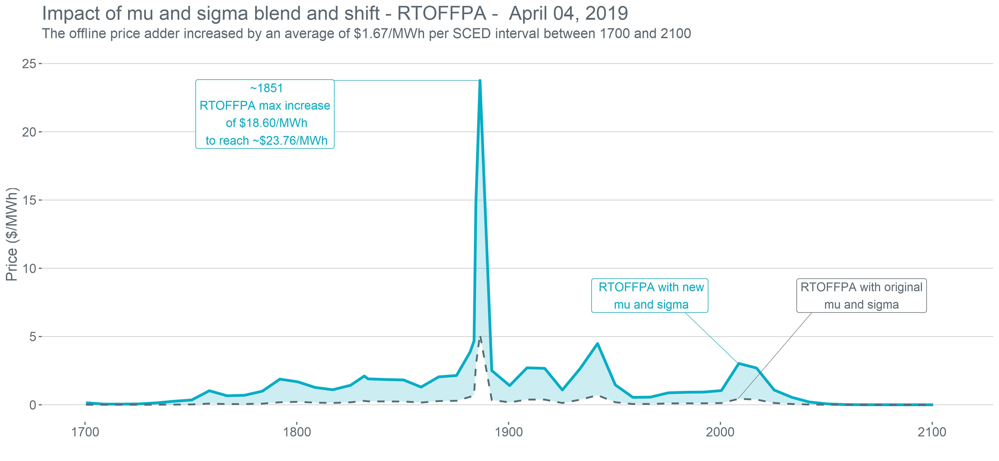 Impact of mu and sigma blend and shift - RTOFFPA -  April 04, 2019
The offline price adder increased by an average of $1.67/MWh per SCED interval between 1700 and 2100
Price ($/MWh)
25
20
15
10
5
0
~1851
RTOFFPA max increase
of $18.60/MWh
to reach ~$23.76/MWh
RTOFFPA with new
mu and sigma
RTOFFPA with original
mu and sigma
1700
1800
1900
2000
2100